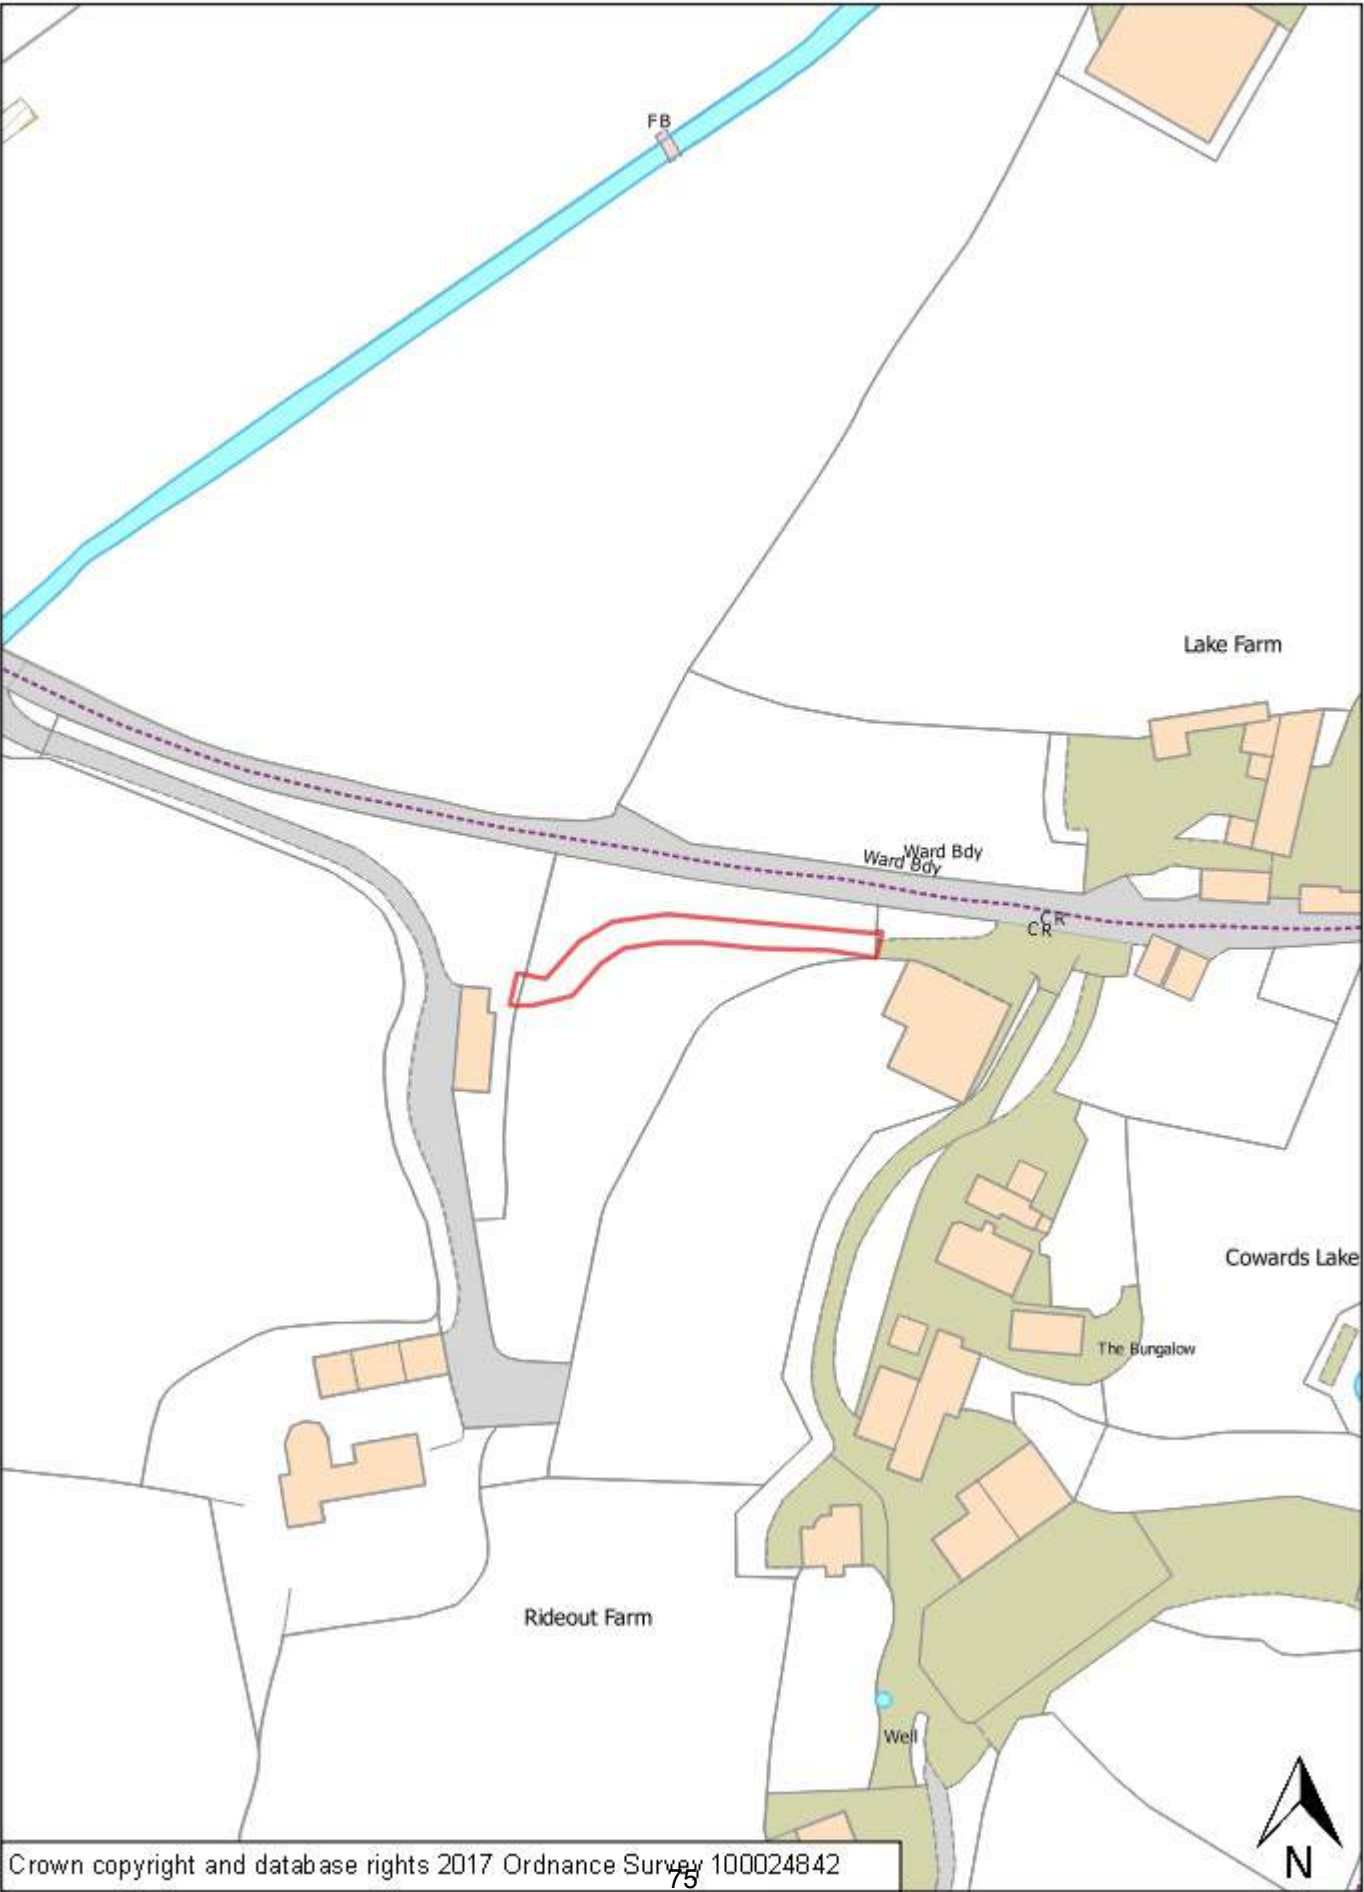 FB
Lake Farm
Ward Bdy
Ward Bdy
CR
CR
Cowards Lake
The Bungalow
Rideout Farm
Well
N
Crown copyright and database rights 2017 Ordnance Survey 100024842
75